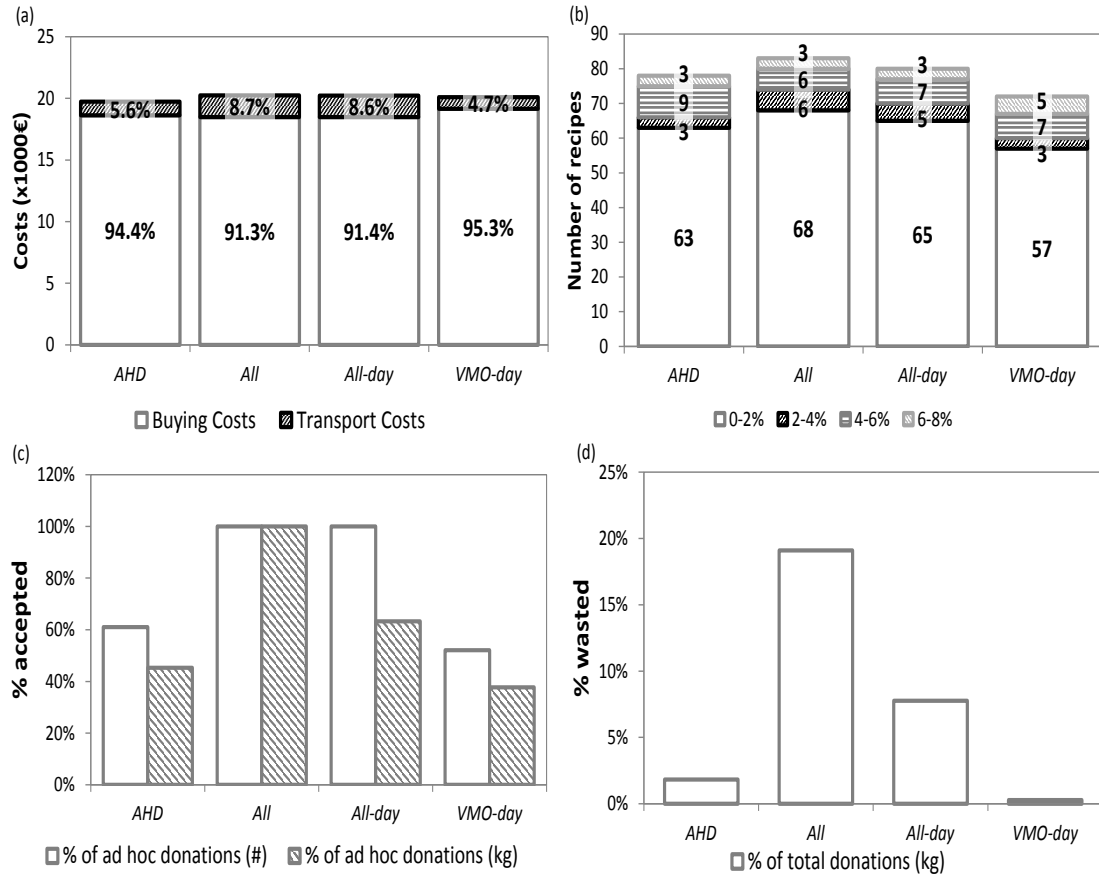 (a)
25
20
15
10
5
0
Costs (x1000€)
5.6% 8.7% 8.6% 4.7%
94.4% 91.3% 91.4% 95.3%
AHD All All-day VMO-day
Buying Costs Transport Costs
(b)
90
80
70
60
50
40
30
20
10
0
Number of recipes
3 3 3 5
9 6 7 7
3 6 5 3
63 68 65 57
AHD All All-day VMO-day
0-2% 2-4% 4-6% 6-8%
(c)
120%
100%
80%
60%
40%
20%
0%
% accepted
AHD All All-day VMO-day
% of ad hoc donations (#) % of ad hoc donations (kg)
(d)
25%
20%
15%
10%
5%
0%
% wasted
AHD All All-day VMO-day
% of total donations (kg)